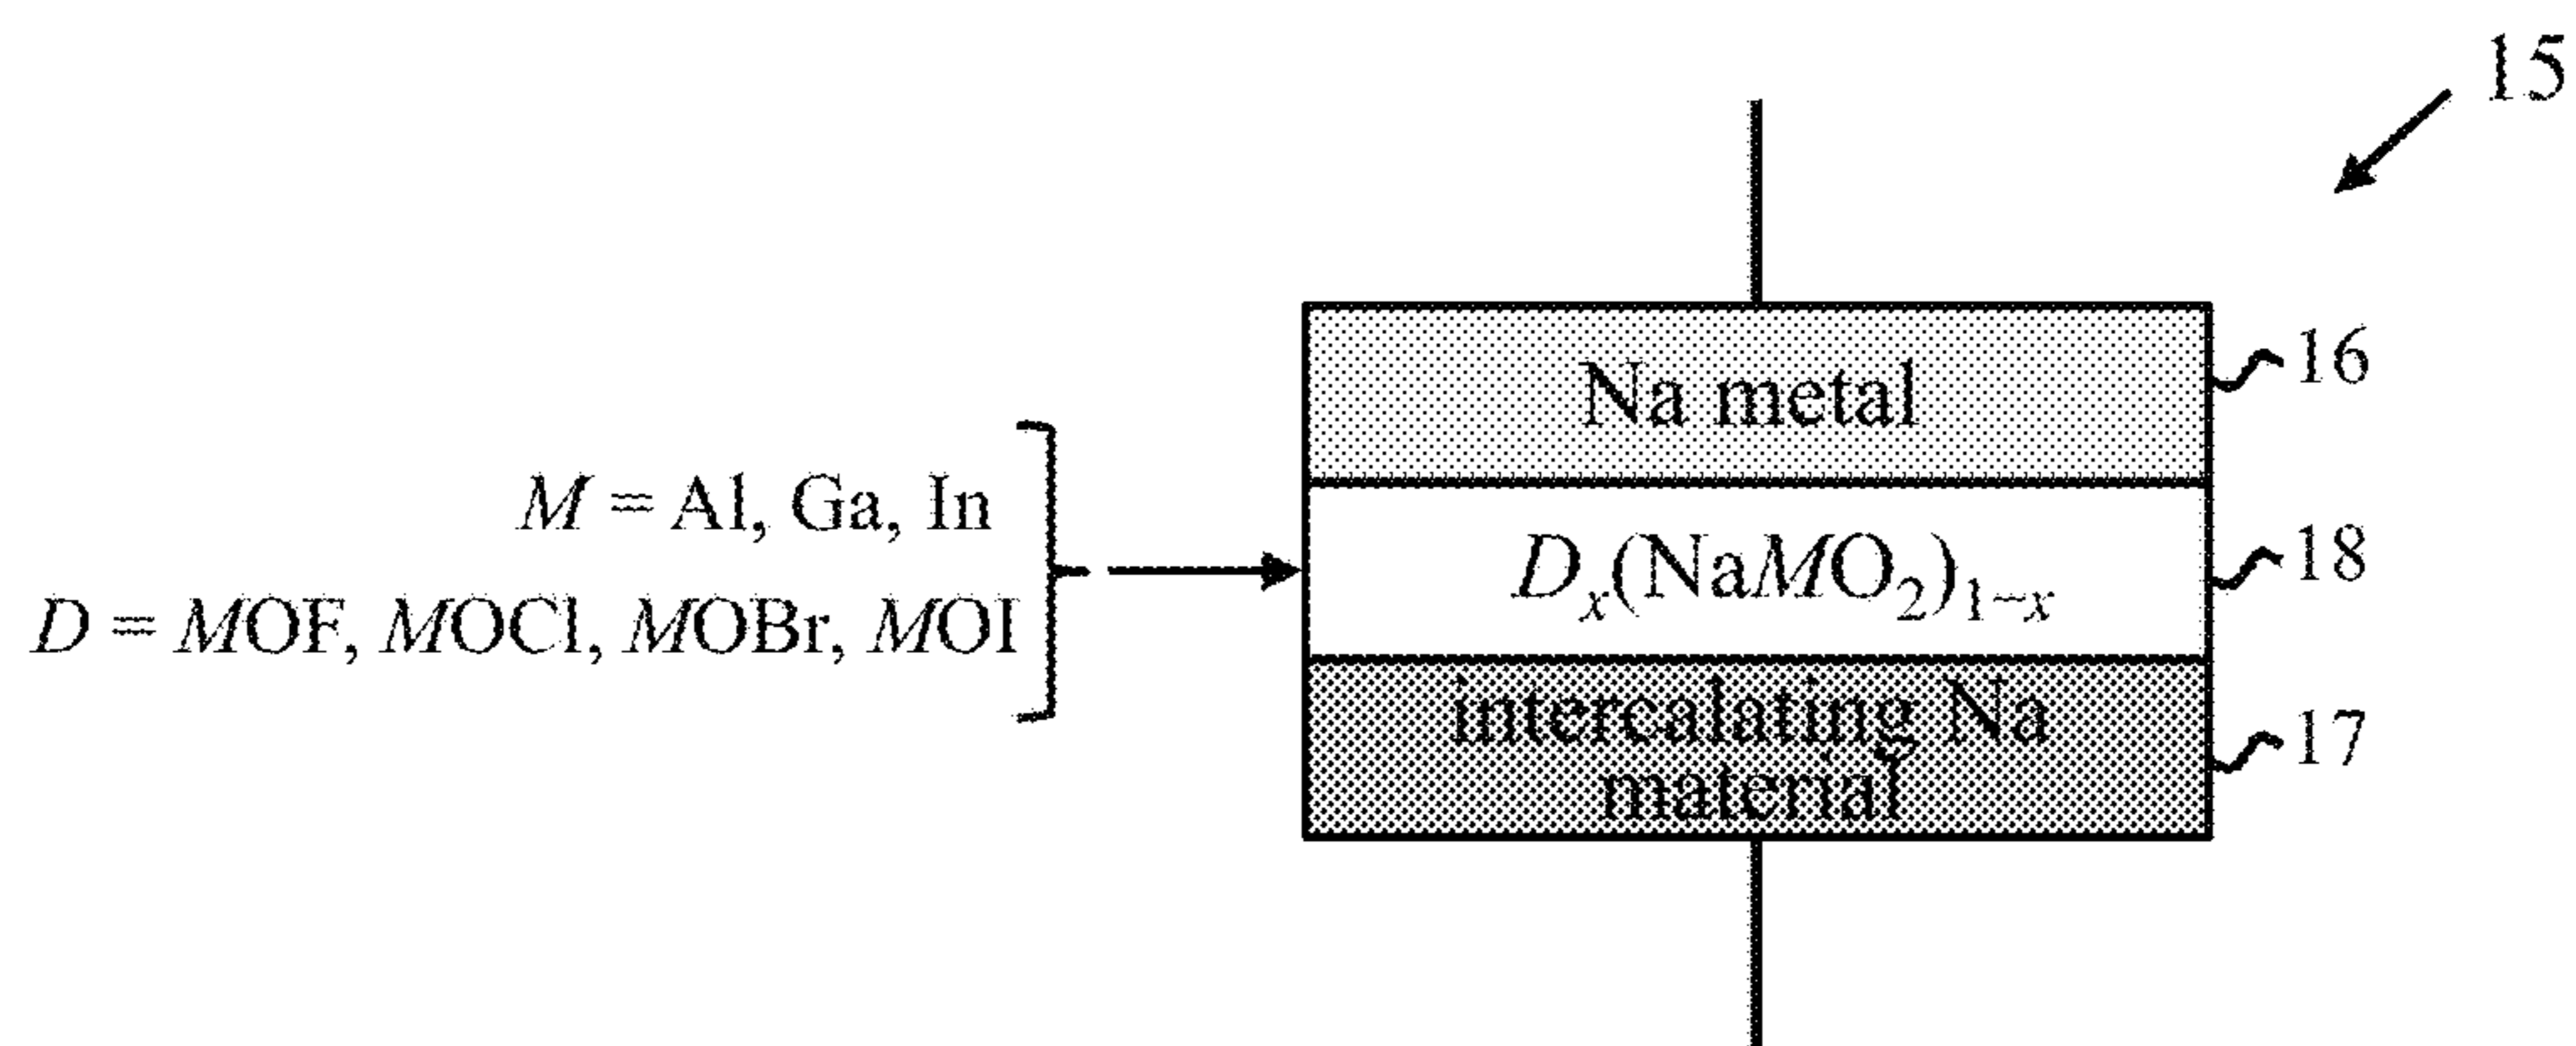 15
Na metal
16
M = Al, Ga, In
D = MOF, MOCl, MOBr, MOI
Dₓ(NaMO₂)₁₋ₓ
18
intercalating Na
material
17